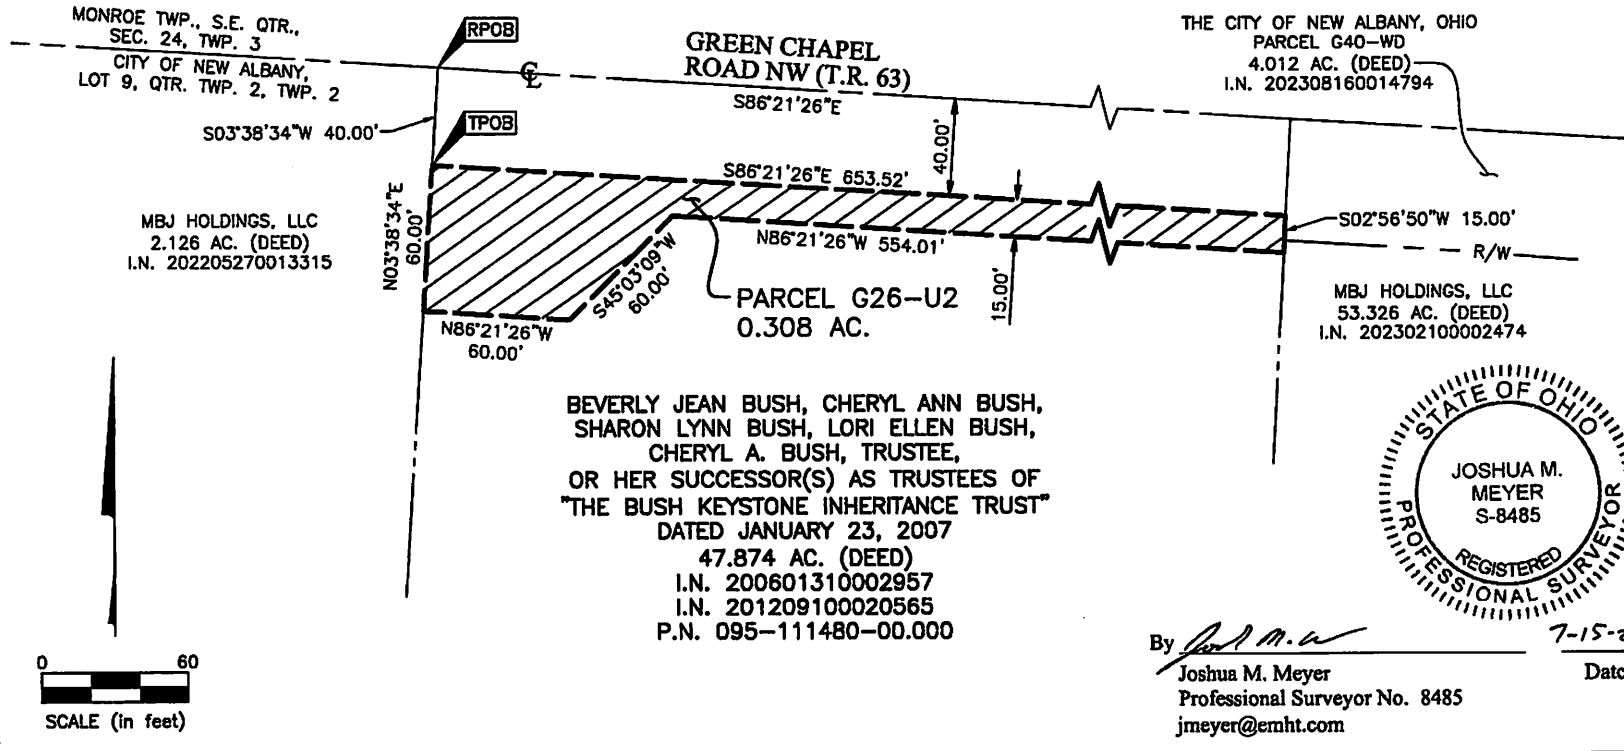 MONROE TWP., S.E. QTR.,
SEC. 24, TWP. 3
CITY OF NEW ALBANY,
LOT 9, QTR. TWP. 2, TWP. 2
RPOB
GREEN CHAPEL
ROAD NW (T.R. 63)
S86°21'26"E
THE CITY OF NEW ALBANY, OHIO
PARCEL G40-WD
4.012 AC. (DEED)
I.N. 202308160014794
S03°38'34"W 40.00'
TPOB
40.00'
S86°21'26"E 653.52'
N03°38'34"E
60.00'
MBJ HOLDINGS, LLC
2.126 AC. (DEED)
I.N. 202205270013315
S02°56'50"W 15.00'
N86°21'26"W 554.01'
R/W
S45°03'09"W
60.00'
15.00'
PARCEL G26-U2
0.308 AC.
N86°21'26"W
60.00'
MBJ HOLDINGS, LLC
53.326 AC. (DEED)
I.N. 202302100002474
BEVERLY JEAN BUSH, CHERYL ANN BUSH,
SHARON LYNN BUSH, LORI ELLEN BUSH,
CHERYL A. BUSH, TRUSTEE,
OR HER SUCCESSOR(S) AS TRUSTEES OF
"THE BUSH KEYSTONE INHERITANCE TRUST"
DATED JANUARY 23, 2007
47.874 AC. (DEED)
I.N. 200601310002957
I.N. 201209100020565
P.N. 095-111480-00.000
STATE OF OHIO
JOSHUA M.
MEYER
S-8485
REGISTERED
PROFESSIONAL SURVEYOR
0 60
SCALE (in feet)
By
7-15-2
Joshua M. Meyer
Date
Professional Surveyor No. 8485
jmeyer@emht.com